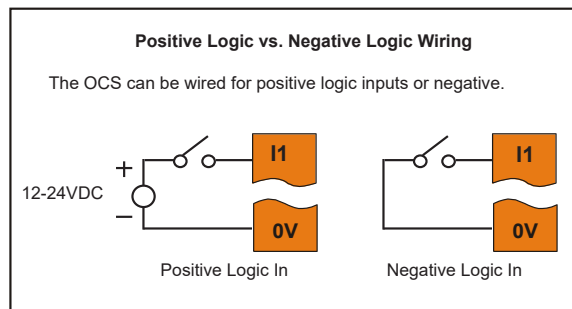 Positive Logic vs. Negative Logic Wiring
The OCS can be wired for positive logic inputs or negative.
+
12-24VDC
–
I1
0V
Positive Logic In
I1
0V
Negative Logic In